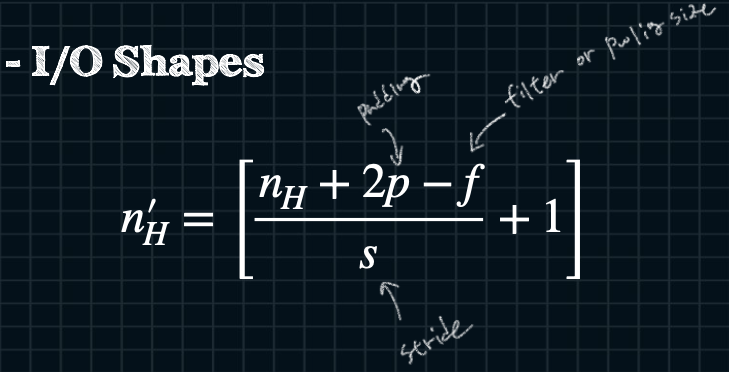 - I/O Shapes
padding
filter or pooling size
n′_H = [ (n_H + 2p − f) / s + 1 ]
stride